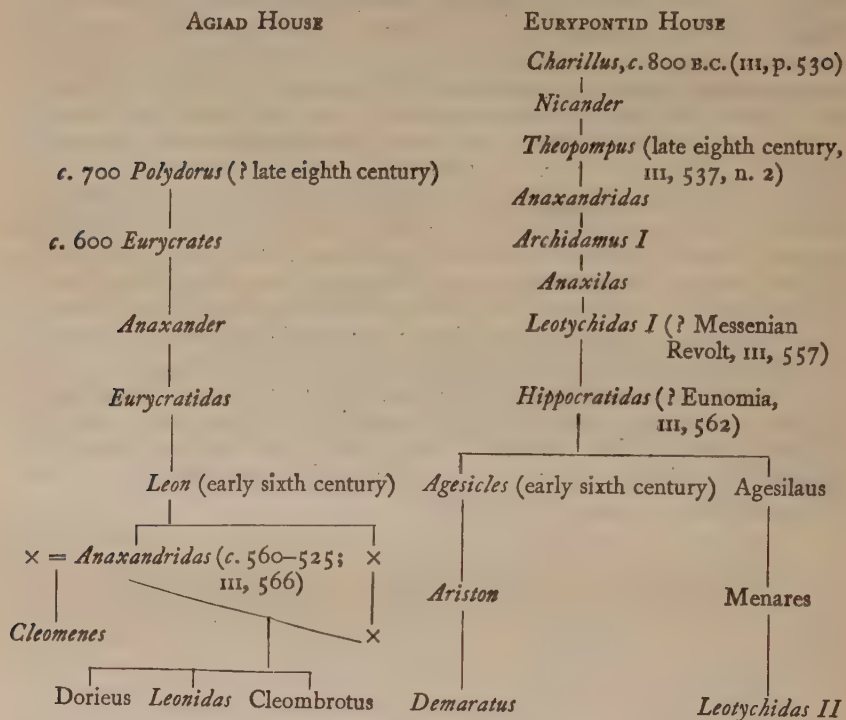 AGIAD HOUSE
c. 700 Polydorus (? late eighth century)
c. 600 Eurycrates
Anaxander
Eurycratidas
Leon (early sixth century)
× = Anaxandridas (c. 560–525; ×
III, 566)
Cleomenes ×
Dorieus Leonidas Cleombrotus
EURYPONTID HOUSE
Charillus, c. 800 B.C. (III, p. 530)
Nicander
Theopompus (late eighth century,
III, 537, n. 2)
Anaxandridas
Archidamus I
Anaxilas
Leotychidas I (? Messenian
Revolt, III, 557)
Hippocratidas (? Eunomia,
III, 562)
Agesicles (early sixth century) Agesilaus
Ariston Menares
Demaratus Leotychidas II